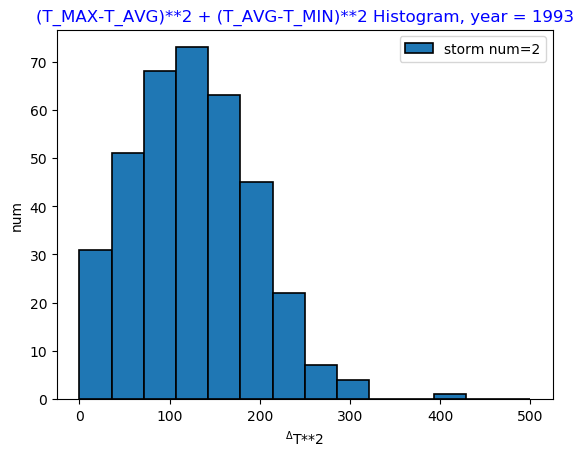 (T_MAX-T_AVG)**2 + (T_AVG-T_MIN)**2 Histogram, year = 1993
storm num=2
70
60
50
40
30
20
10
0
num
0 100 200 300 400 500
ΔT**2